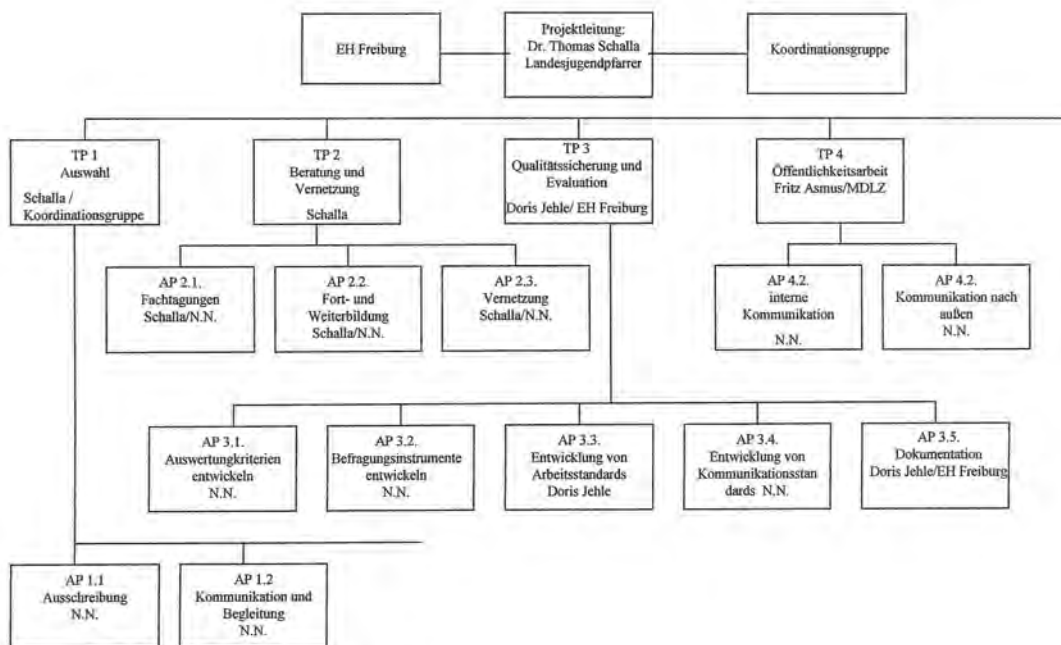 EH Freiburg
Projektleitung:
Dr. Thomas Schalla
Landesjugendpfarrer
Koordinationsgruppe
TP 1
Auswahl
Schalla /
Koordinationsgruppe
TP 2
Beratung und
Vernetzung
Schalla
TP 3
Qualitätssicherung und
Evaluation
Doris Jehle/ EH Freiburg
TP 4
Öffentlichkeitsarbeit
Fritz Asmus/MDLZ
AP 2.1.
Fachtagungen
Schalla/N.N.
AP 2.2.
Fort- und
Weiterbildung
Schalla/N.N.
AP 2.3.
Vernetzung
Schalla/N.N.
AP 4.2.
interne
Kommunikation
N.N.
AP 4.2.
Kommunikation nach
außen
N.N.
AP 3.1.
Auswertungkriterien
entwickeln
N.N.
AP 3.2.
Befragungsinstrumente
entwickeln
N.N.
AP 3.3.
Entwicklung von
Arbeitsstandards
Doris Jehle
AP 3.4.
Entwicklung von
Kommunikationsstan
dards N.N.
AP 3.5.
Dokumentation
Doris Jehle/EH Freiburg
AP 1.1
Ausschreibung
N.N.
AP 1.2
Kommunikation und
Begleitung
N.N.